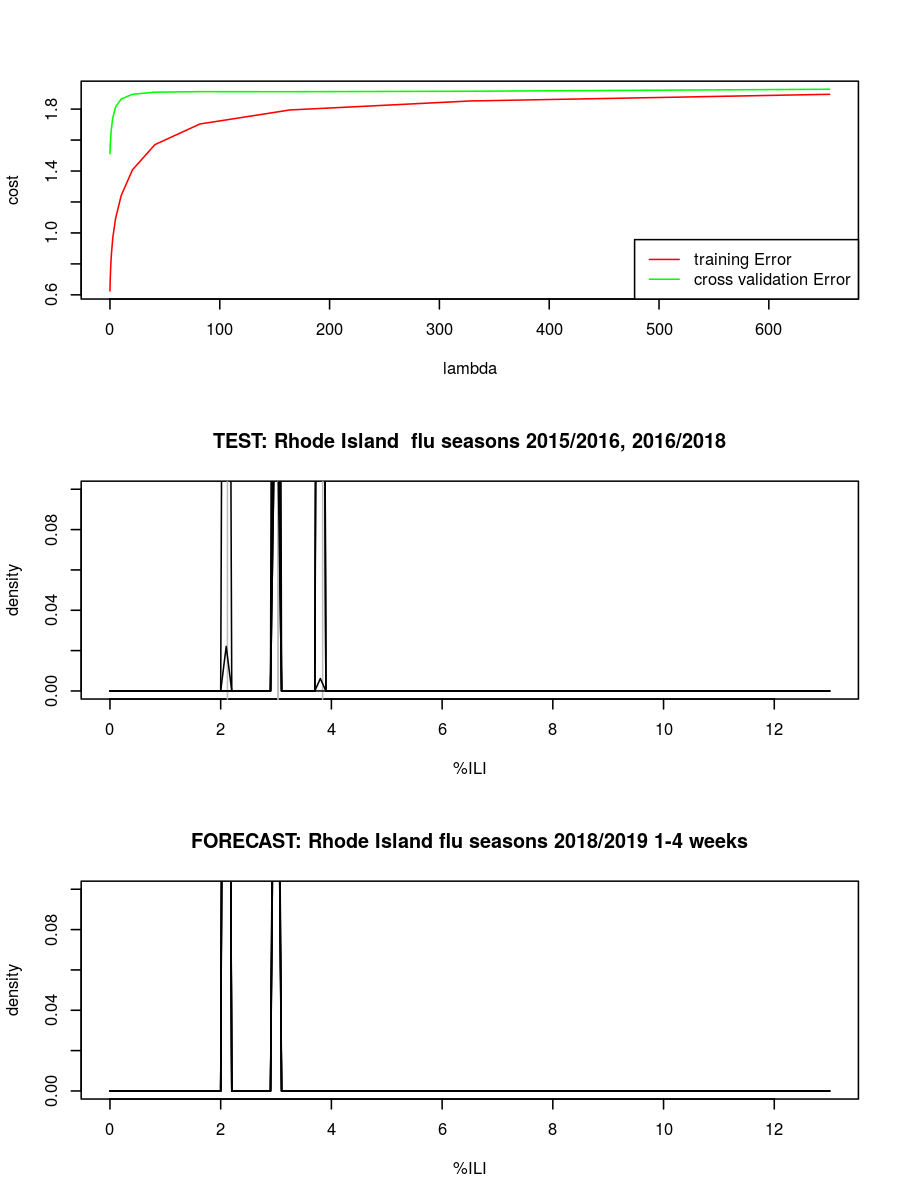 cost
0.6 1.0 1.4 1.8
training Error
cross validation Error
0 100 200 300 400 500 600
lambda
TEST: Rhode Island  flu seasons 2015/2016, 2016/2018
density
0.00 0.04 0.08
0 2 4 6 8 10 12
%ILI
FORECAST: Rhode Island flu seasons 2018/2019 1-4 weeks
density
0.00 0.04 0.08
0 2 4 6 8 10 12
%ILI